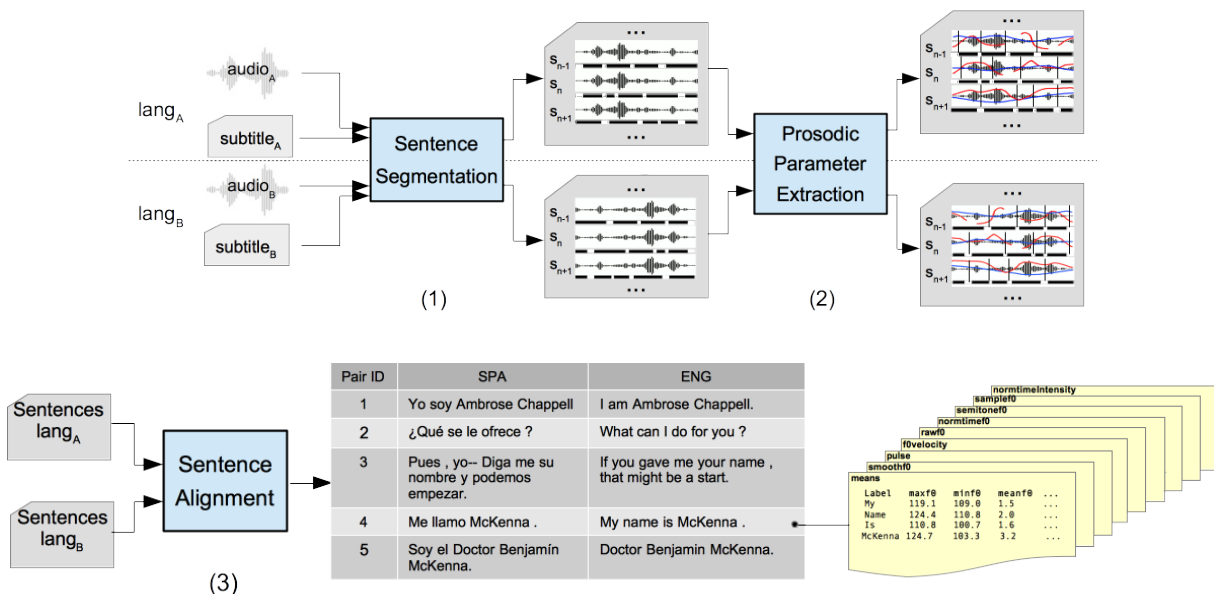 lang_A
audio_A
subtitle_A
lang_B
audio_B
subtitle_B
Sentence
Segmentation
(1)
...
S_n-1
S_n
S_n+1
...
...
S_n-1
S_n
S_n+1
...
Prosodic
Parameter
Extraction
(2)
...
S_n-1
S_n
S_n+1
...
...
S_n-1
S_n
S_n+1
...
Sentences
lang_A
Sentences
lang_B
Sentence
Alignment
(3)
Pair ID SPA ENG
1 Yo soy Ambrose Chappell I am Ambrose Chappell.
2 ¿Qué se le ofrece ? What can I do for you ?
3 Pues , yo-- Diga me su If you gave me your name ,
nombre y podemos that might be a start.
empezar.
4 Me llamo McKenna . My name is McKenna .
5 Soy el Doctor Benjamín Doctor Benjamin McKenna.
McKenna.
normtimeIntensity
samplef0
semitonef0
normtimef0
rawf0
f0velocity
pulse
smoothf0
means
Label maxf0 minf0 meanf0 ...
My 119.1 109.0 1.5 ...
Name 124.4 110.8 2.0 ...
Is 110.8 100.7 1.6 ...
McKenna 124.7 103.3 3.2 ...